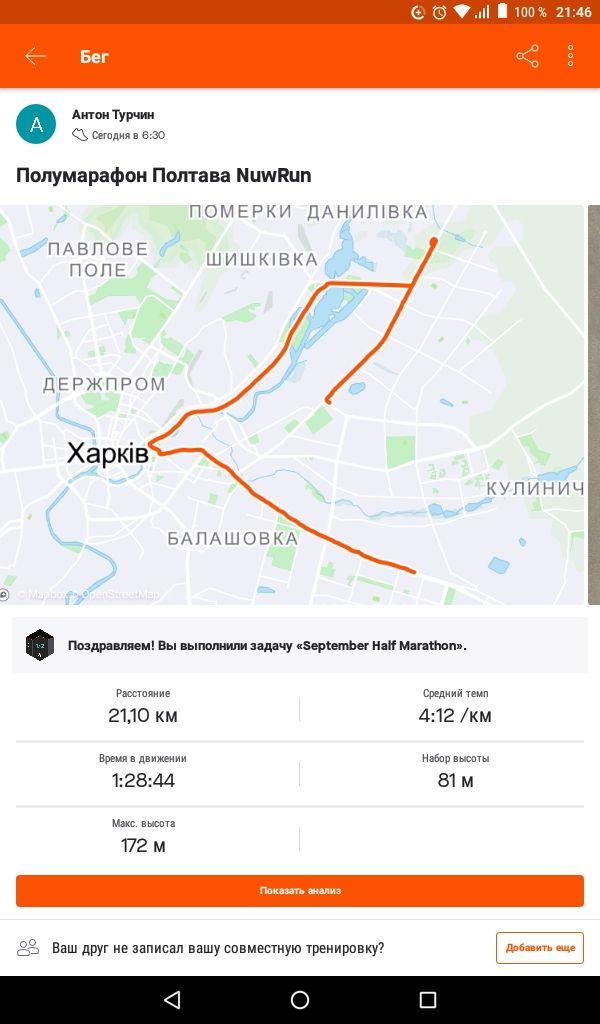 100 % 21:46
Бег
А
Антон Турчин
Сегодня в 6:30
Полумарафон Полтава NuwRun
ПОМЕРКИ ДАНИЛІВКА
ПАВЛОВЕ
ПОЛЕ
ШИШКІВКА
ДЕРЖПРОМ
Харків
КУЛИНИЧ
БАЛАШОВКА
© Mapbox © OpenStreetMap
1/2
Поздравляем! Вы выполнили задачу «September Half Marathon».
Расстояние
21,10 км
Средний темп
4:12 /км
Время в движении
1:28:44
Набор высоты
81 м
Макс. высота
172 м
Показать анализ
Ваш друг не записал вашу совместную тренировку?
Добавить еще